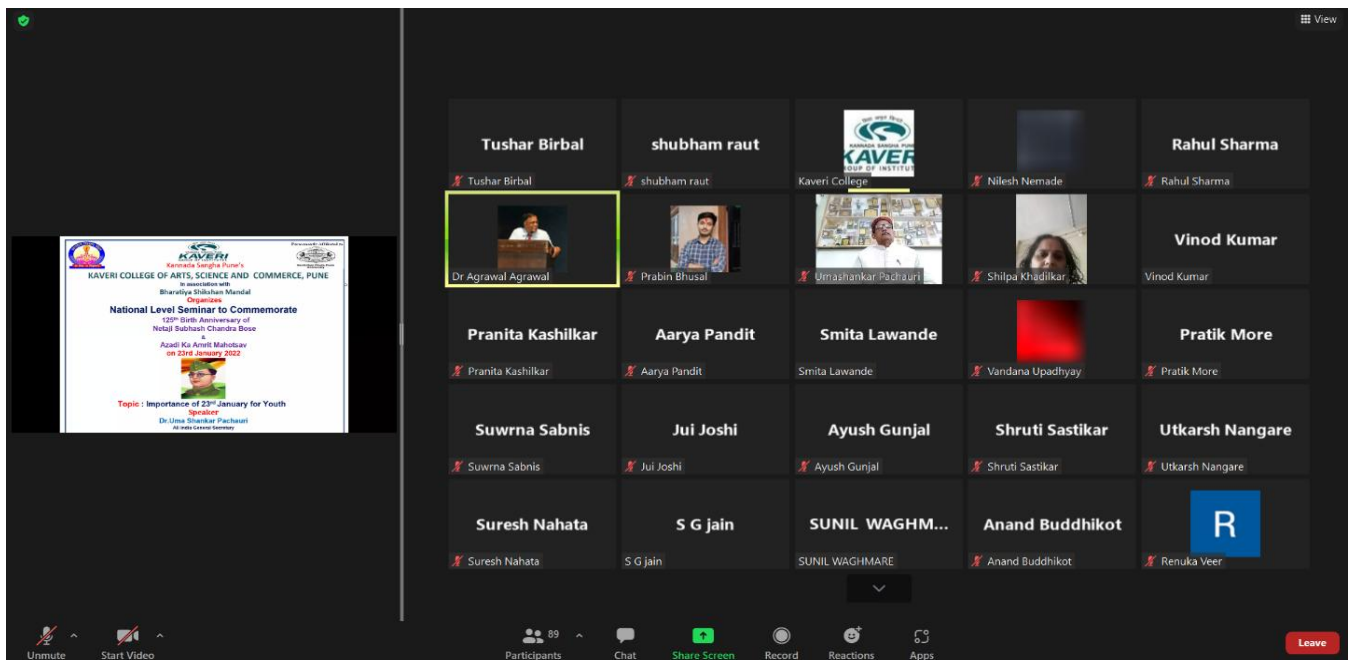 View
KAVERI
Kannada Sangha Pune's
KAVERI COLLEGE OF ARTS, SCIENCE AND COMMERCE, PUNE
In association with
Bharatiya Shikshan Mandal
Organizes
National Level Seminar to Commemorate
125th Birth Anniversary of
Netaji Subhash Chandra Bose
&
Azadi Ka Amrit Mahotsav
on 23rd January 2022
Topic : Importance of 23rd January for Youth
Speaker
Dr.Uma Shankar Pachauri
All India General Secretary
Tushar Birbal
Tushar Birbal
shubham raut
shubham raut
KANNADA SANGHA PUNE
KAVER
OUP OF INSTITUT
Kaveri College
Nilesh Nemade
Rahul Sharma
Rahul Sharma
Dr Agrawal Agrawal
Prabin Bhusal
Umashankar Pachauri
Shilpa Khadilkar
Vinod Kumar
Vinod Kumar
Pranita Kashilkar
Pranita Kashilkar
Aarya Pandit
Aarya Pandit
Smita Lawande
Smita Lawande
Vandana Upadhyay
Pratik More
Pratik More
Suwrna Sabnis
Suwrna Sabnis
Jui Joshi
Jui Joshi
Ayush Gunjal
Ayush Gunjal
Shruti Sastikar
Shruti Sastikar
Utkarsh Nangare
Utkarsh Nangare
Suresh Nahata
Suresh Nahata
S G jain
S G jain
SUNIL WAGHM...
SUNIL WAGHMARE
Anand Buddhikot
Anand Buddhikot
R
Renuka Veer
Unmute
Start Video
89
Participants
Chat
Share Screen
Record
Reactions
Apps
Leave